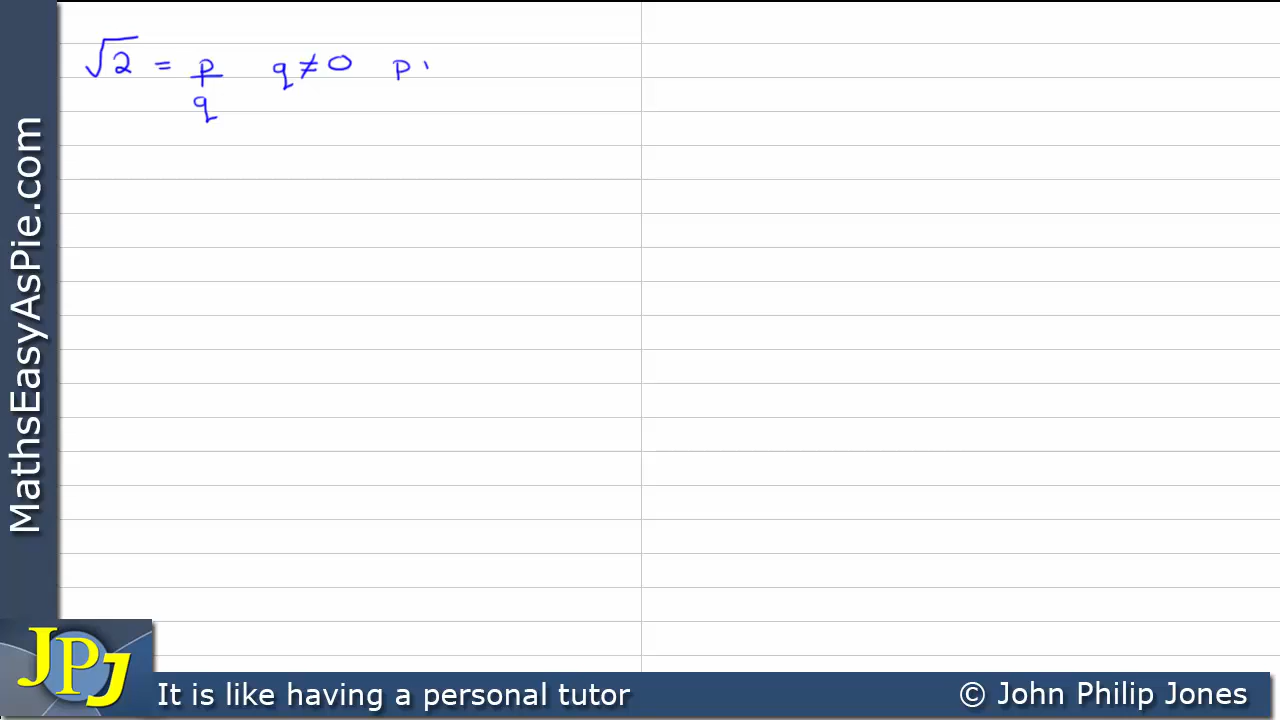 √2 = p/q q ≠ 0 p
MathsEasyAsPie.com
JPJ
It is like having a personal tutor
© John Philip Jones